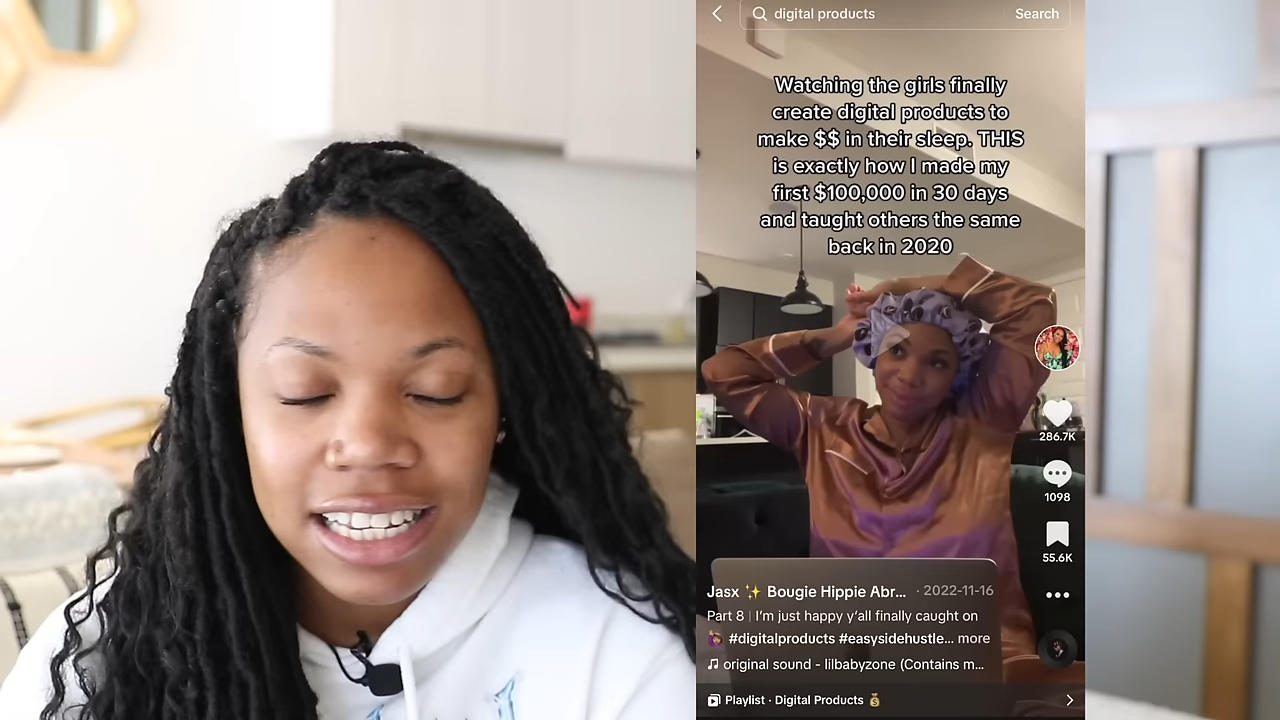 digital products
Search
Watching the girls finally
create digital products to
make $$ in their sleep. THIS
is exactly how I made my
first $100,000 in 30 days
and taught others the same
back in 2020
286.7K
1098
55.6K
Jasx ✨ Bougie Hippie Abr... · 2022-11-16
Part 8 | I'm just happy y'all finally caught on
#digitalproducts #easysidehustle... more
original sound - lilbabyzone (Contains m...
Playlist · Digital Products 💰